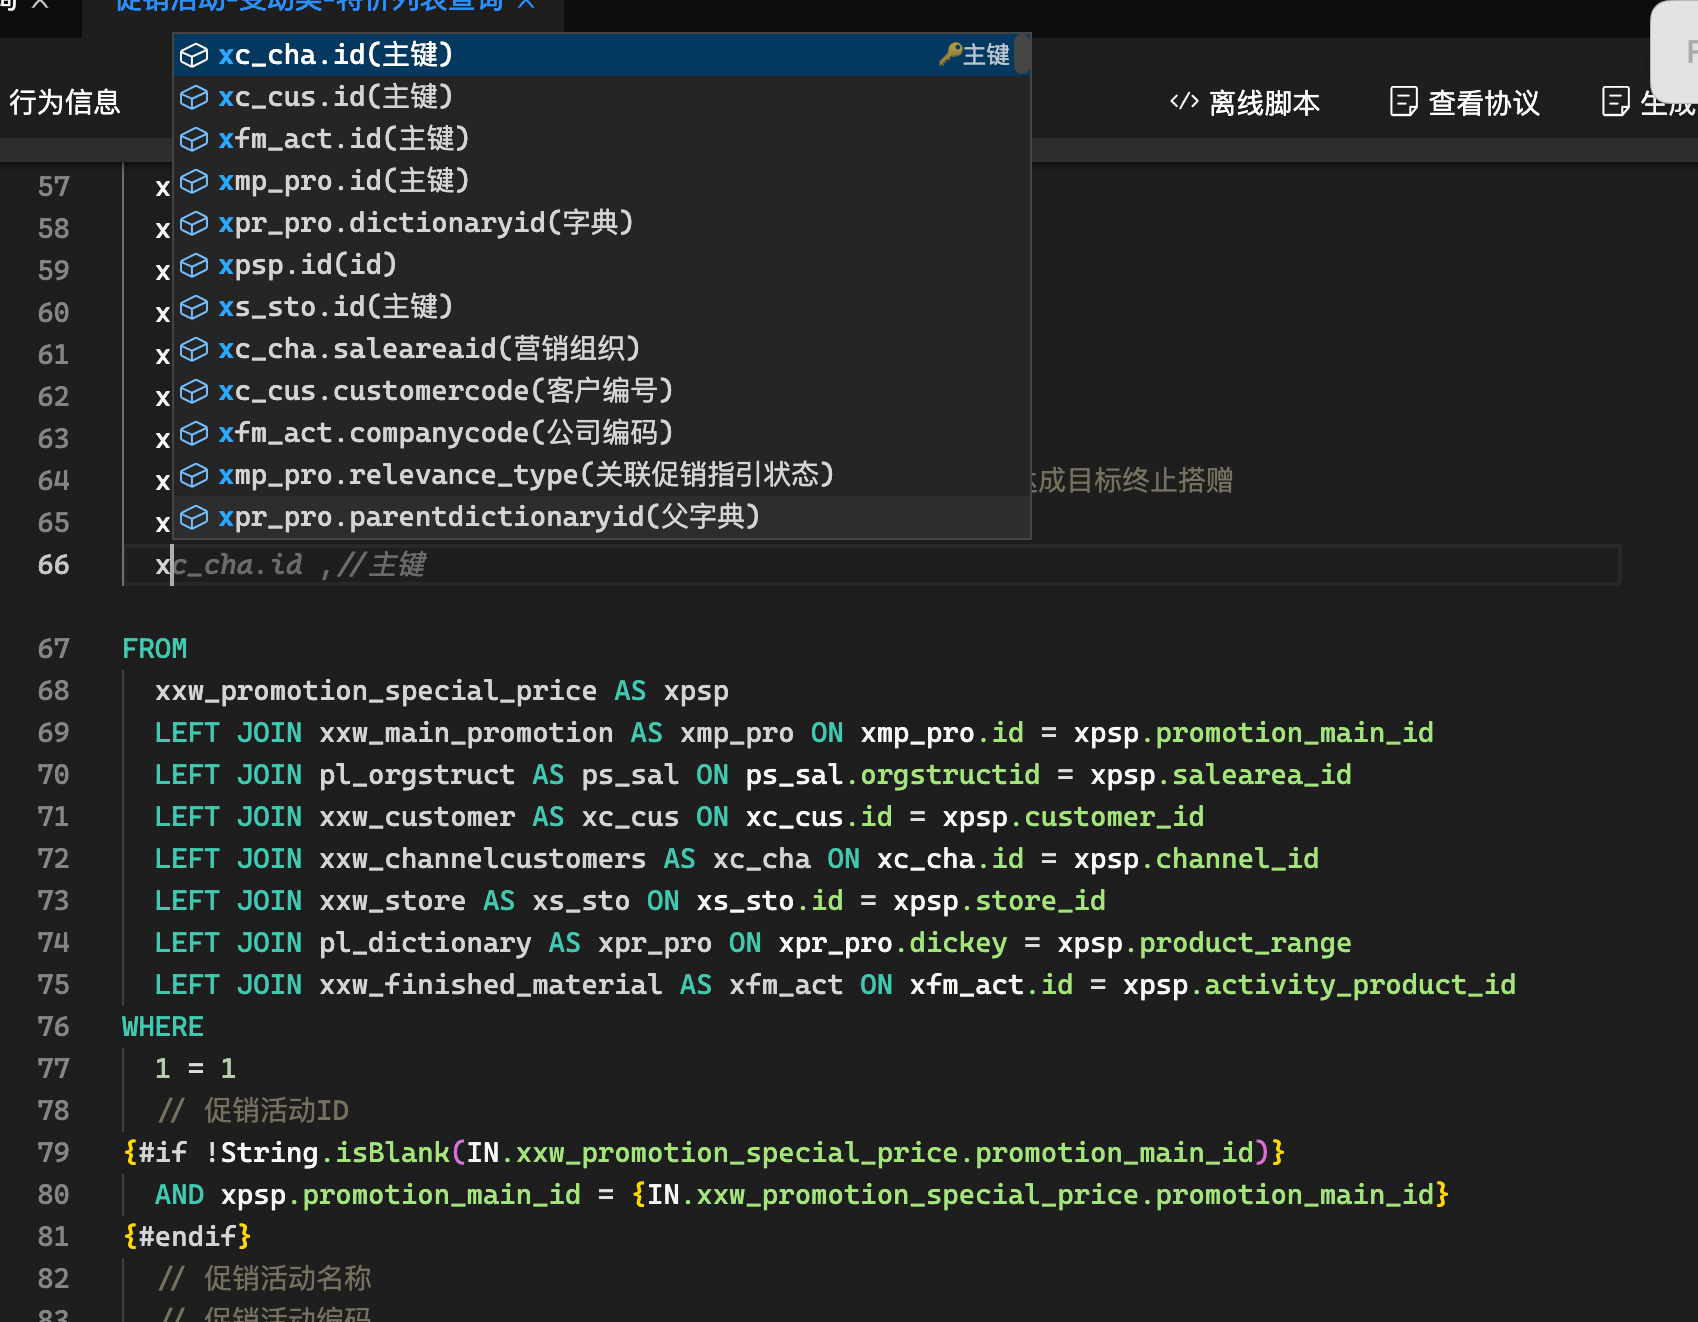 促销活动-变动类-特价列表查询
行为信息
</> 离线脚本
查看协议
生成
xc_cha.id(主键) 🔑主键
xc_cus.id(主键)
xfm_act.id(主键)
xmp_pro.id(主键)
xpr_pro.dictionaryid(字典)
xpsp.id(id)
xs_sto.id(主键)
xc_cha.saleareaid(营销组织)
xc_cus.customercode(客户编号)
xfm_act.companycode(公司编码)
xmp_pro.relevance_type(关联促销指引状态)
xpr_pro.parentdictionaryid(父字典)
57 x
58 x
59 x
60 x
61 x
62 x
63 x
64 x 成目标终止搭赠
65 x
66 xc_cha.id ,//主键
67 FROM
68 xxw_promotion_special_price AS xpsp
69 LEFT JOIN xxw_main_promotion AS xmp_pro ON xmp_pro.id = xpsp.promotion_main_id
70 LEFT JOIN pl_orgstruct AS ps_sal ON ps_sal.orgstructid = xpsp.salearea_id
71 LEFT JOIN xxw_customer AS xc_cus ON xc_cus.id = xpsp.customer_id
72 LEFT JOIN xxw_channelcustomers AS xc_cha ON xc_cha.id = xpsp.channel_id
73 LEFT JOIN xxw_store AS xs_sto ON xs_sto.id = xpsp.store_id
74 LEFT JOIN pl_dictionary AS xpr_pro ON xpr_pro.dickey = xpsp.product_range
75 LEFT JOIN xxw_finished_material AS xfm_act ON xfm_act.id = xpsp.activity_product_id
76 WHERE
77 1 = 1
78 // 促销活动ID
79 {#if !String.isBlank(IN.xxw_promotion_special_price.promotion_main_id)}
80 AND xpsp.promotion_main_id = {IN.xxw_promotion_special_price.promotion_main_id}
81 {#endif}
82 // 促销活动名称
83 // 促销活动编码